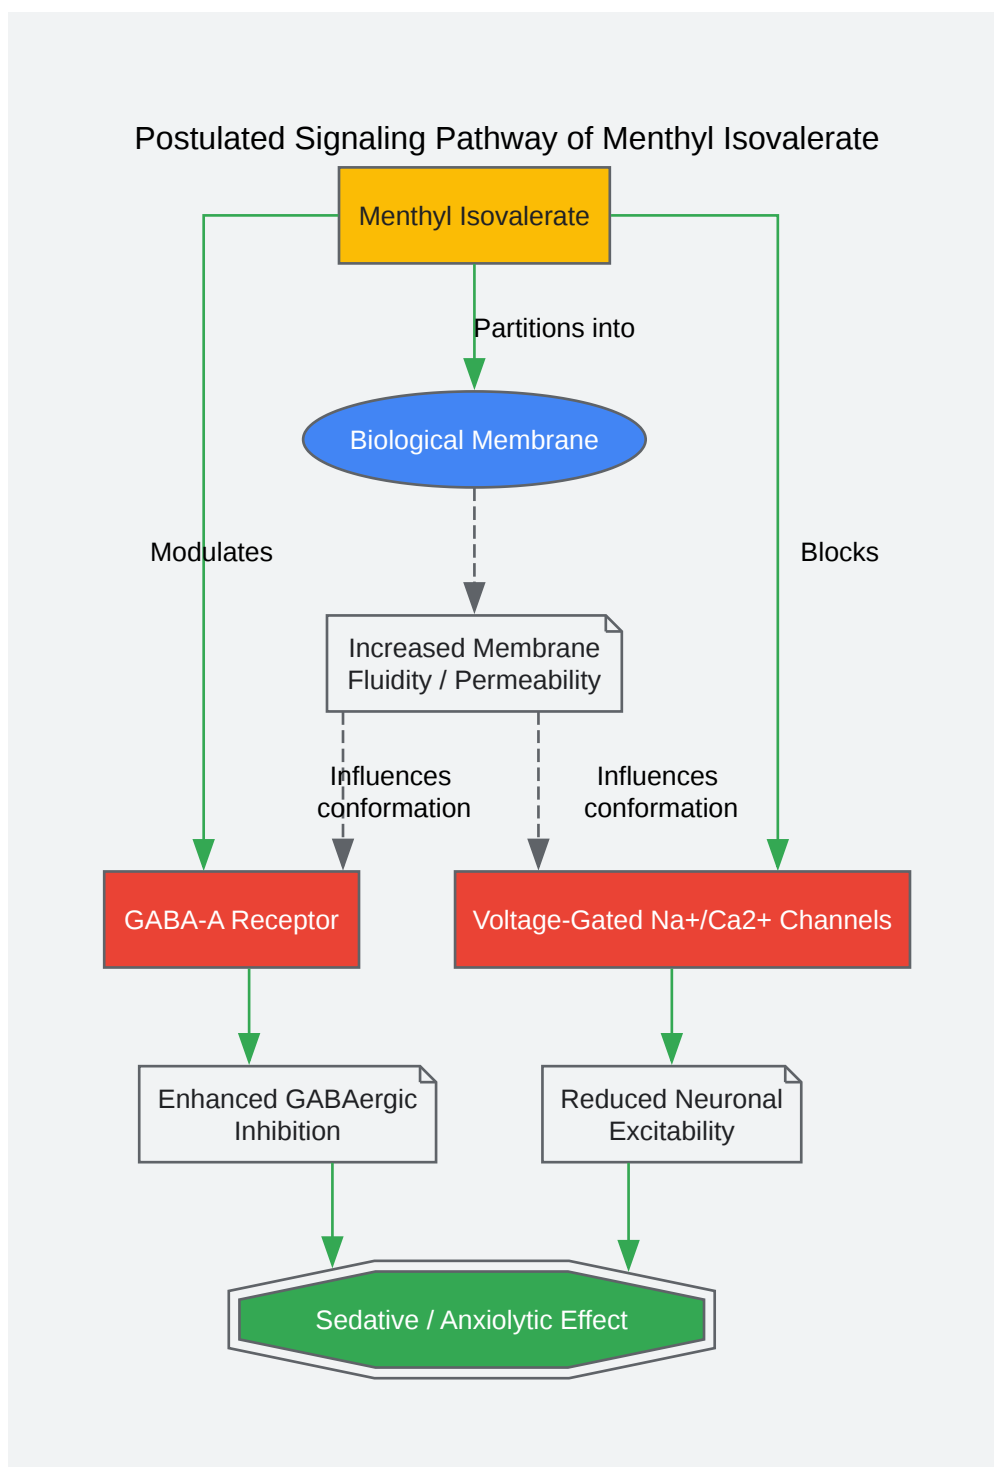 Postulated Signaling Pathway of Menthyl Isovalerate
Menthyl Isovalerate
Partitions into
Biological Membrane
Modulates
Blocks
Increased Membrane
Fluidity / Permeability
Influences
conformation
Influences
conformation
GABA-A Receptor
Voltage-Gated Na+/Ca2+ Channels
Enhanced GABAergic
Inhibition
Reduced Neuronal
Excitability
Sedative / Anxiolytic Effect